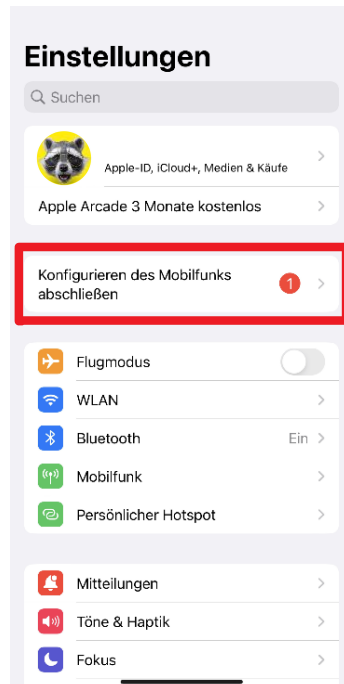 Einstellungen
Suchen
Apple-ID, iCloud+, Medien & Käufe
Apple Arcade 3 Monate kostenlos
Konfigurieren des Mobilfunks
abschließen
1
Flugmodus
WLAN
Bluetooth Ein
Mobilfunk
Persönlicher Hotspot
Mitteilungen
Töne & Haptik
Fokus